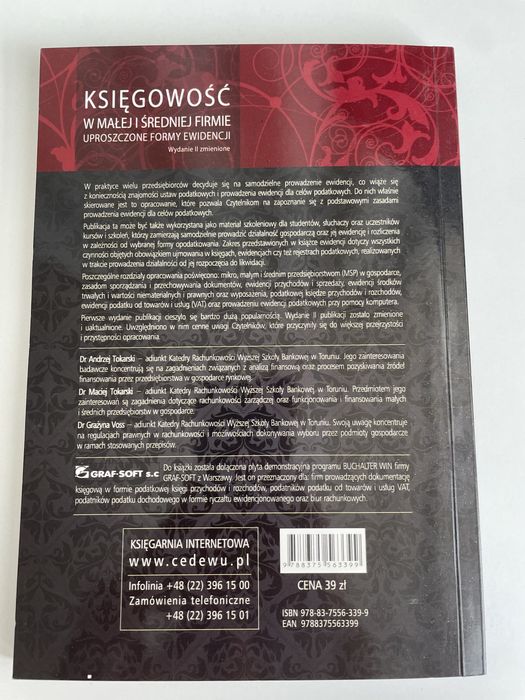 KSIĘGOWOŚĆ
W MAŁEJ I ŚREDNIEJ FIRMIE
UPROSZCZONE FORMY EWIDENCJI
Wydanie II zmienione
W praktyce wielu przedsiębiorców decyduje się na samodzielne prowadzenie ewidencji, co wiąże się
z koniecznością znajomości ustaw podatkowych i prowadzenia ewidencji dla celów podatkowych. Do nich właśnie
skierowane jest to opracowanie, które pozwala Czytelnikom na zapoznanie się z podstawowymi zasadami
prowadzenia ewidencji dla celów podatkowych.
Publikacja ta może być także wykorzystana jako materiał szkoleniowy dla studentów, słuchaczy oraz uczestników
kursów i szkoleń, którzy zamierzają samodzielnie prowadzić działalność gospodarczą oraz jej ewidencję i rozliczenia
w zależności od wybranej formy opodatkowania. Zakres przedstawionych w książce ewidencji dotyczy wszystkich
czynności objętych obowiązkiem ujmowania w księgach, ewidencjach czy też rejestrach podatkowych, realizowanych
w trakcie prowadzenia działalności od jej rozpoczęcia do likwidacji.
Poszczególne rozdziały opracowania poświęcono: mikro, małym i średnim przedsiębiorstwom (MSP) w gospodarce,
zasadom sporządzania i przechowywania dokumentów, ewidencji przychodów i sprzedaży, ewidencji środków
trwałych i wartości niematerialnych i prawnych oraz wyposażenia, podatkowej księdze przychodów i rozchodów,
ewidencji podatku od towarów i usług (VAT) oraz prowadzeniu ewidencji podatkowej przy pomocy komputera.
Pierwsze wydanie publikacji cieszyło się bardzo dużą popularnością. Wydanie II publikacji zostało zmienione
i uaktualnione. Uwzględniono w nim cenne uwagi Czytelników, które przyczyniły się do większej przejrzystości
i przystępności opracowania.
Dr Andrzej Tokarski – adiunkt Katedry Rachunkowości Wyższej Szkoły Bankowej w Toruniu. Jego zainteresowania
badawcze koncentrują się na zagadnieniach związanych z analizą finansową oraz procesem pozyskiwania źródeł
finansowania przez przedsiębiorstwa w gospodarce rynkowej.
Dr Maciej Tokarski – adiunkt Katedry Rachunkowości Wyższej Szkoły Bankowej w Toruniu. Przedmiotem jego
zainteresowań są zagadnienia dotyczące rachunkowości zarządczej oraz funkcjonowania i finansowania małych
i średnich przedsiębiorstw w gospodarce.
Dr Grażyna Voss – adiunkt Katedry Rachunkowości Wyższej Szkoły Bankowej w Toruniu. Swoją uwagę koncentruje
na regulacjach prawnych w rachunkowości i możliwościach dokonywania wyboru przez podmioty gospodarcze
w ramach stosowanych przepisów.
GRAF-SOFT s.c
Do książki została dołączona płyta demonstracyjna programu BUCHALTER WIN firmy
GRAF-SOFT z Warszawy. Jest on przeznaczony dla: firm prowadzących dokumentację
księgową w formie podatkowej księgi przychodów i rozchodów, podatników podatku od towarów i usług VAT,
podatników podatku dochodowego w formie ryczałtu ewidencjonowanego oraz biur rachunkowych.
KSIĘGARNIA INTERNETOWA
www.cedewu.pl
Infolinia +48 (22) 396 15 00
Zamówienia telefoniczne
+48 (22) 396 15 01
9788375563399
CENA 39 zł
ISBN 978-83-7556-339-9
EAN 9788375563399